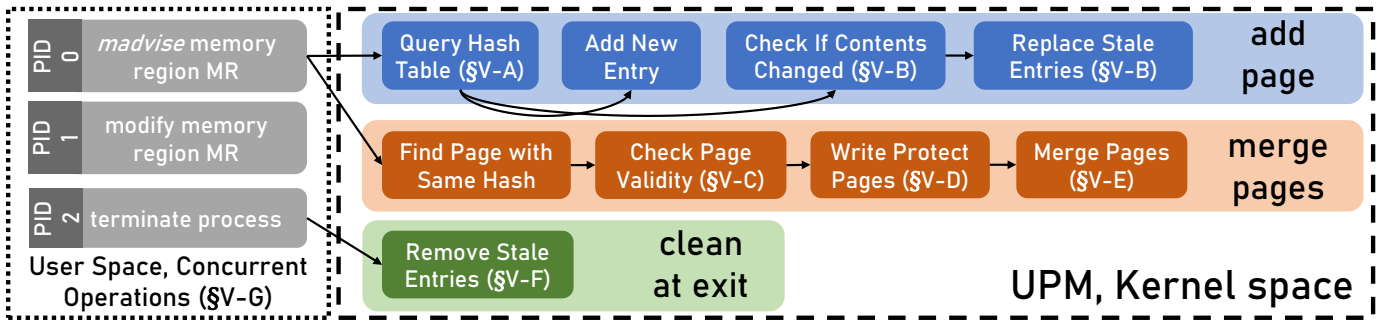 PID 0
madvise memory
region MR
PID 1
modify memory
region MR
PID 2
terminate process
User Space, Concurrent
Operations (§V-G)
Query Hash
Table (§V-A)
Add New
Entry
Check If Contents
Changed (§V-B)
Replace Stale
Entries (§V-B)
add
page
Find Page with
Same Hash
Check Page
Validity (§V-C)
Write Protect
Pages (§V-D)
Merge Pages
(§V-E)
merge
pages
Remove Stale
Entries (§V-F)
clean
at exit
UPM, Kernel space